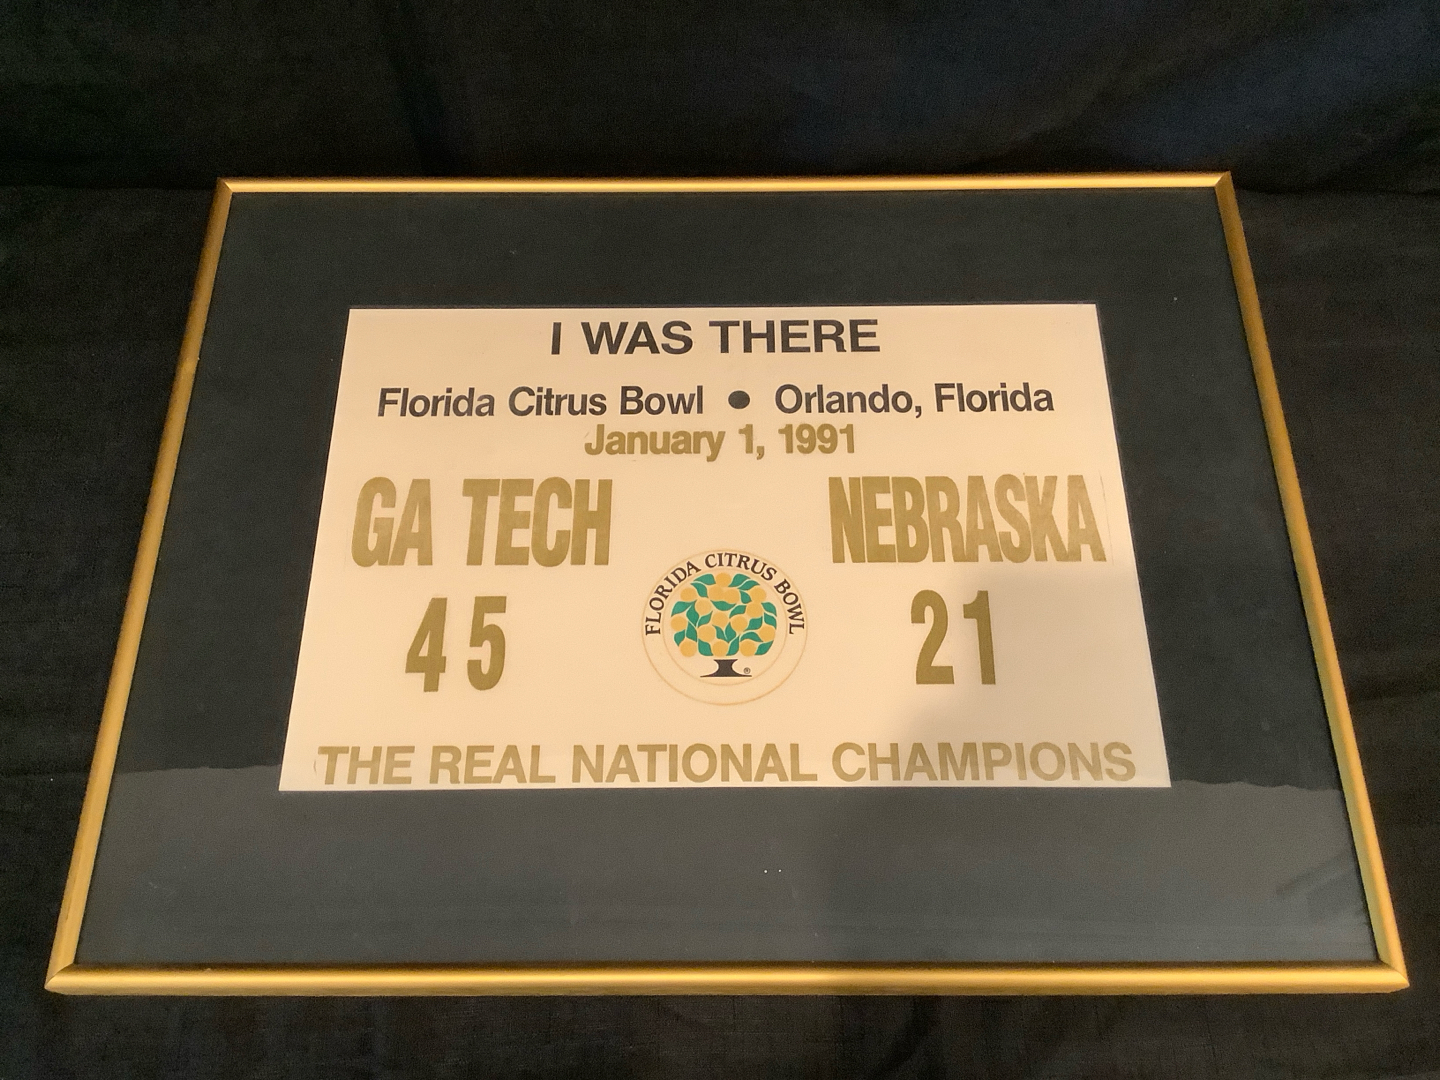 I WAS THERE
Florida Citrus Bowl ● Orlando, Florida
January 1, 1991
GA TECH NEBRASKA
45 21
FLORIDA CITRUS BOWL
®
THE REAL NATIONAL CHAMPIONS